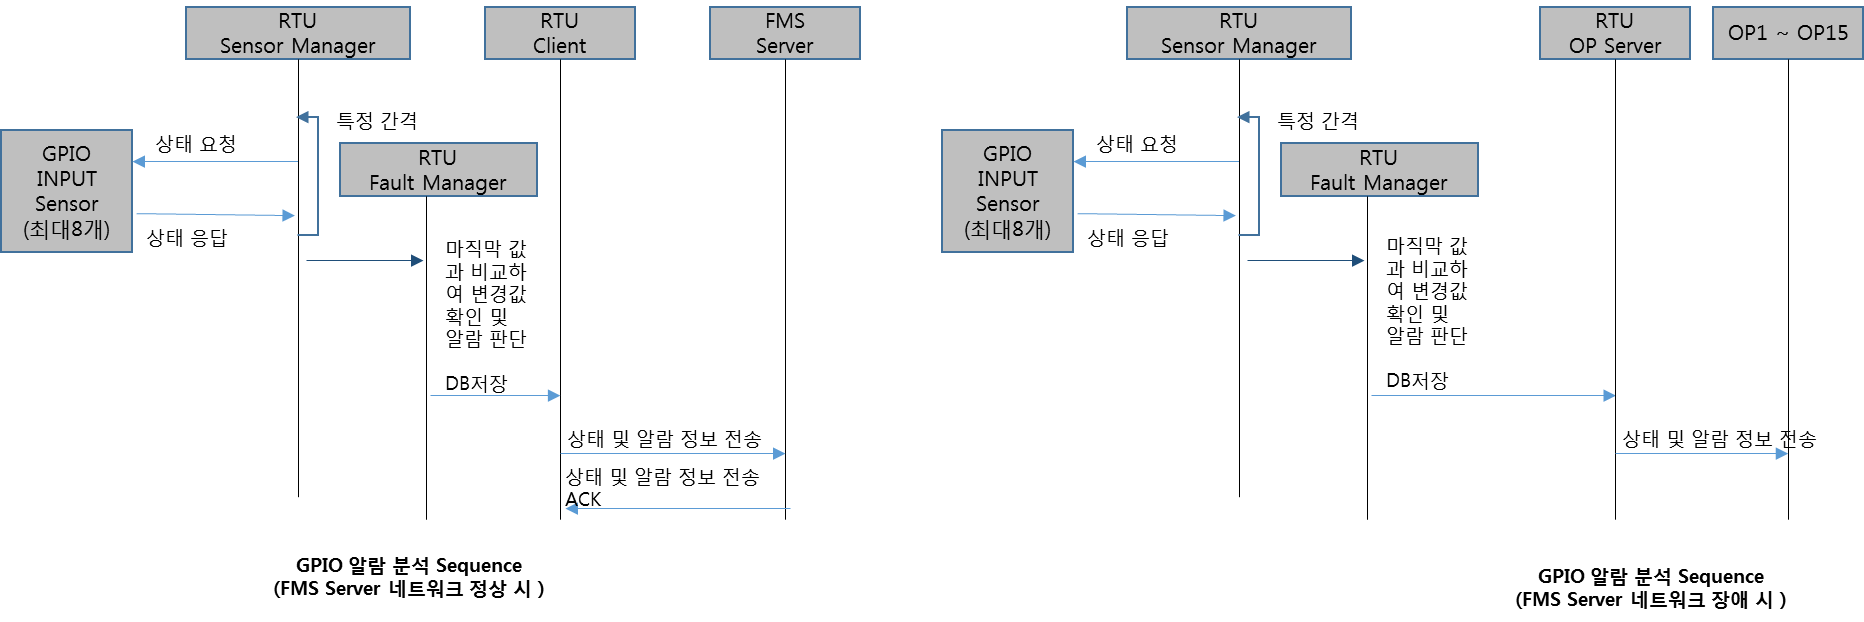 RTU
Sensor Manager
RTU
Client
FMS
Server
특정 간격
상태 요청
GPIO
INPUT
Sensor
(최대8개)
RTU
Fault Manager
상태 응답
마직막 값
과 비교하
여 변경값
확인 및
알람 판단
DB저장
상태 및 알람 정보 전송
상태 및 알람 정보 전송
ACK
GPIO 알람 분석 Sequence
(FMS Server 네트워크 정상 시 )
RTU
Sensor Manager
RTU
OP Server
OP1 ~ OP15
특정 간격
상태 요청
GPIO
INPUT
Sensor
(최대8개)
RTU
Fault Manager
상태 응답
마직막 값
과 비교하
여 변경값
확인 및
알람 판단
DB저장
상태 및 알람 정보 전송
GPIO 알람 분석 Sequence
(FMS Server 네트워크 장애 시 )